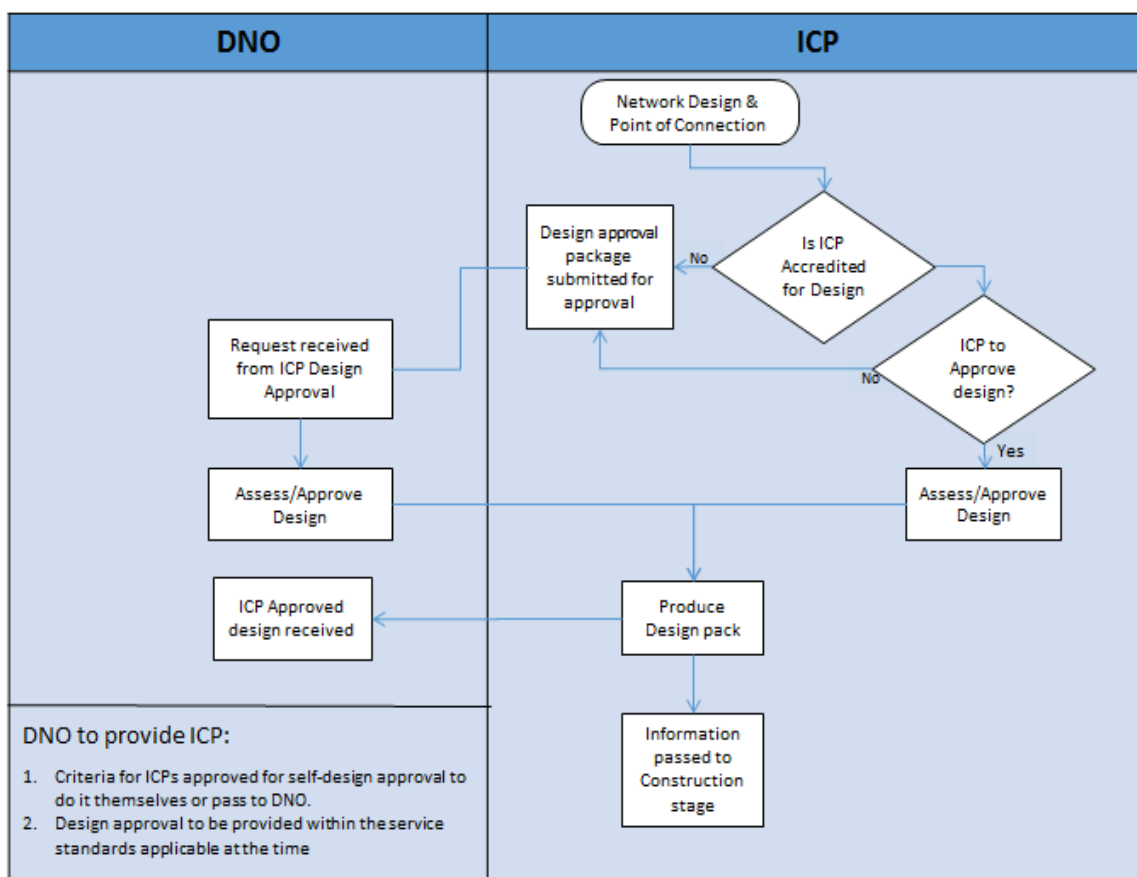 DNO
ICP
Network Design &
Point of Connection
Is ICP
Accredited
for Design
No
Design approval
package
submitted for
approval
ICP to
Approve
design?
No
Yes
Request received
from ICP Design
Approval
Assess/Approve
Design
Assess/Approve
Design
ICP Approved
design received
Produce
Design pack
Information
passed to
Construction
stage
DNO to provide ICP:
1. Criteria for ICPs approved for self-design approval to
do it themselves or pass to DNO.
2. Design approval to be provided within the service
standards applicable at the time